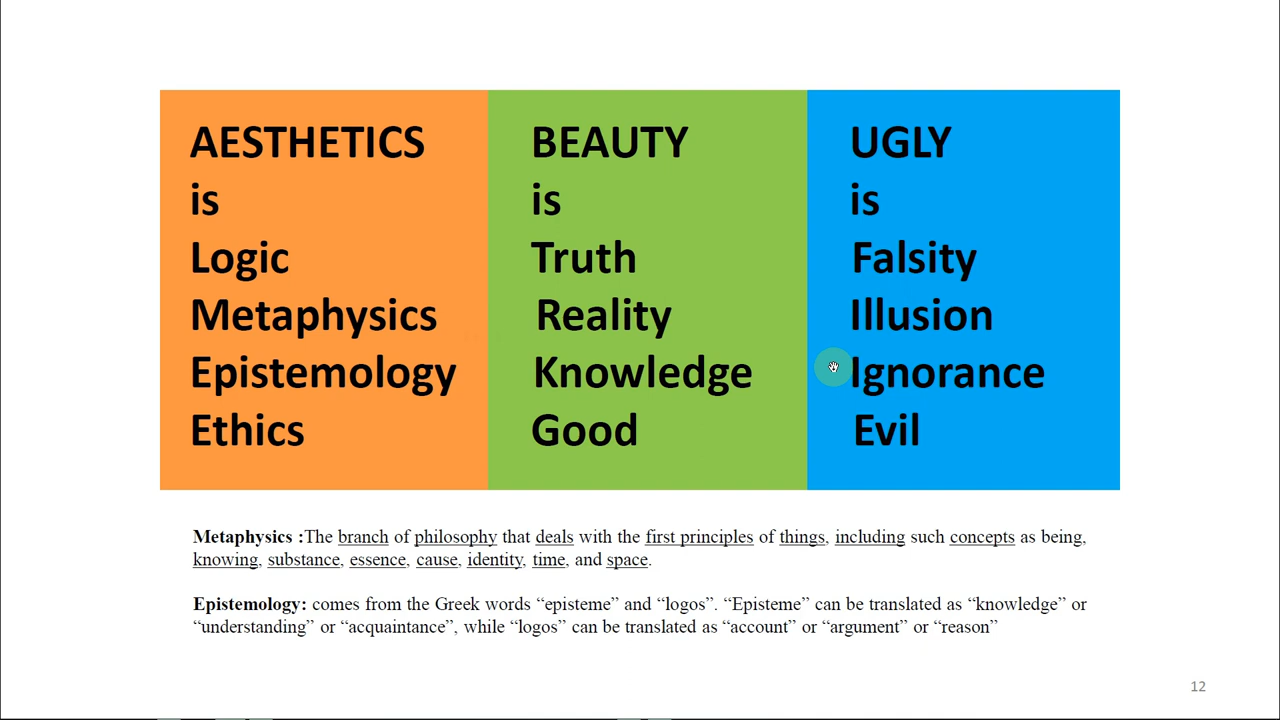 AESTHETICS
is
Logic
Metaphysics
Epistemology
Ethics
BEAUTY
is
Truth
Reality
Knowledge
Good
UGLY
is
Falsity
Illusion
Ignorance
Evil
Metaphysics :The branch of philosophy that deals with the first principles of things, including such concepts as being,
knowing, substance, essence, cause, identity, time, and space.
Epistemology: comes from the Greek words “episteme” and “logos”. “Episteme” can be translated as “knowledge” or
“understanding” or “acquaintance”, while “logos” can be translated as “account” or “argument” or “reason”
12